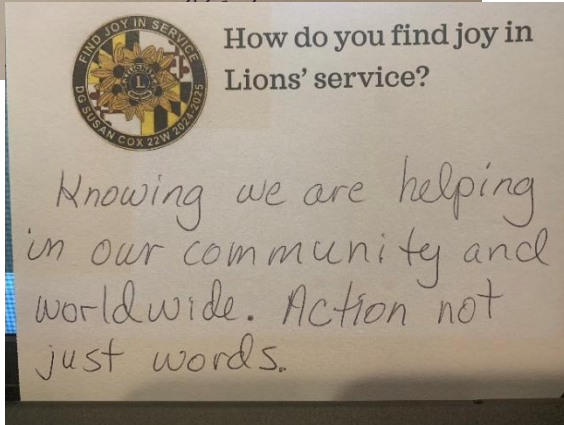 FIND JOY IN SERVICE
DG SUSAN COX 22W 2024-2025
L
How do you find joy in
Lions' service?
Knowing we are helping
in our community and
worldwide. Action not
just words.